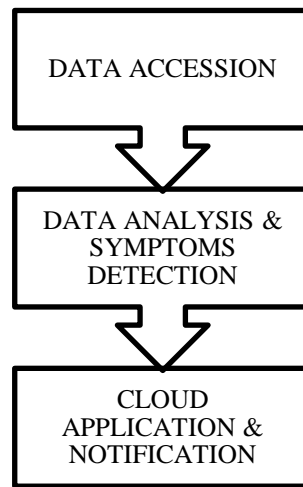 DATA ACCESSION
DATA ANALYSIS &
SYMPTOMS
DETECTION
CLOUD
APPLICATION &
NOTIFICATION